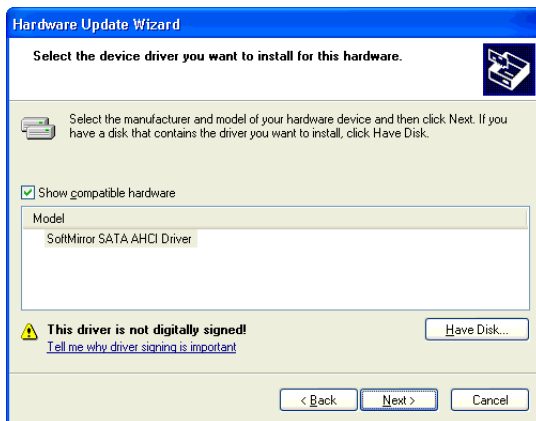 Hardware Update Wizard
Select the device driver you want to install for this hardware.
Select the manufacturer and model of your hardware device and then click Next. If you
have a disk that contains the driver you want to install, click Have Disk.
Show compatible hardware
Model
SoftMirror SATA AHCI Driver
This driver is not digitally signed!
Tell me why driver signing is important
Have Disk...
< Back
Next >
Cancel